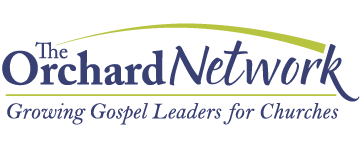 The
Orchard Network
Growing Gospel Leaders for Churches